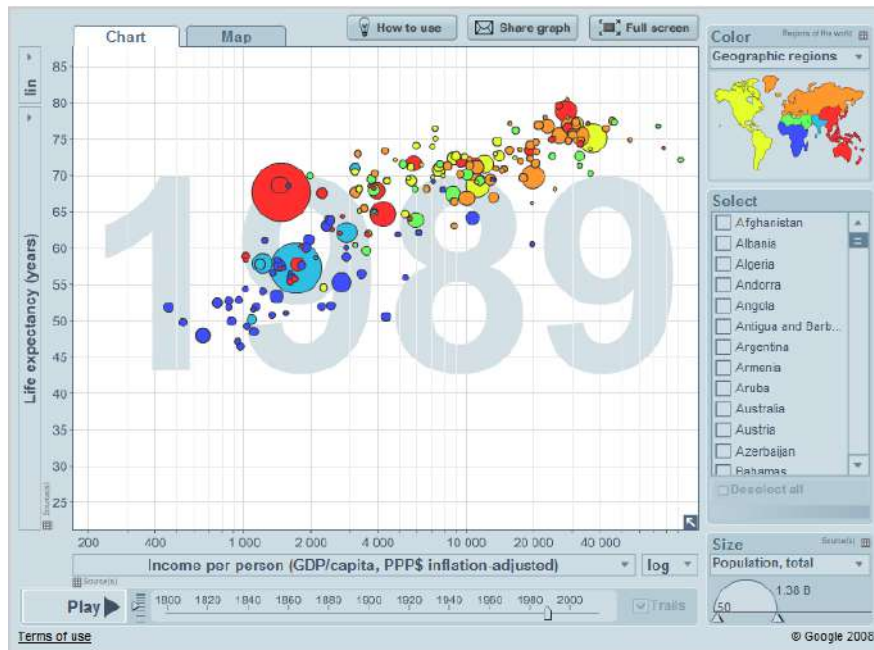 Chart
Map
How to use
Share graph
Full screen
Color
Regions of the world
Geographic regions
lin
Life expectancy (years)
85
80
75
70
65
60
55
50
45
40
35
30
25
1989
Select
Afghanistan
Albania
Algeria
Andorra
Angola
Antigua and Barb...
Argentina
Armenia
Aruba
Australia
Austria
Azerbaijan
Bahamas
Deselect all
Source(s)
200
400
1 000
2 000
4 000
10 000
20 000
40 000
Income per person (GDP/capita, PPP$ inflation-adjusted)
log
Source(s)
Size
Source(s)
Population, total
1.38 B
50
Play
1800
1820
1840
1860
1880
1900
1920
1940
1960
1980
2000
Trails
Terms of use
© Google 2008